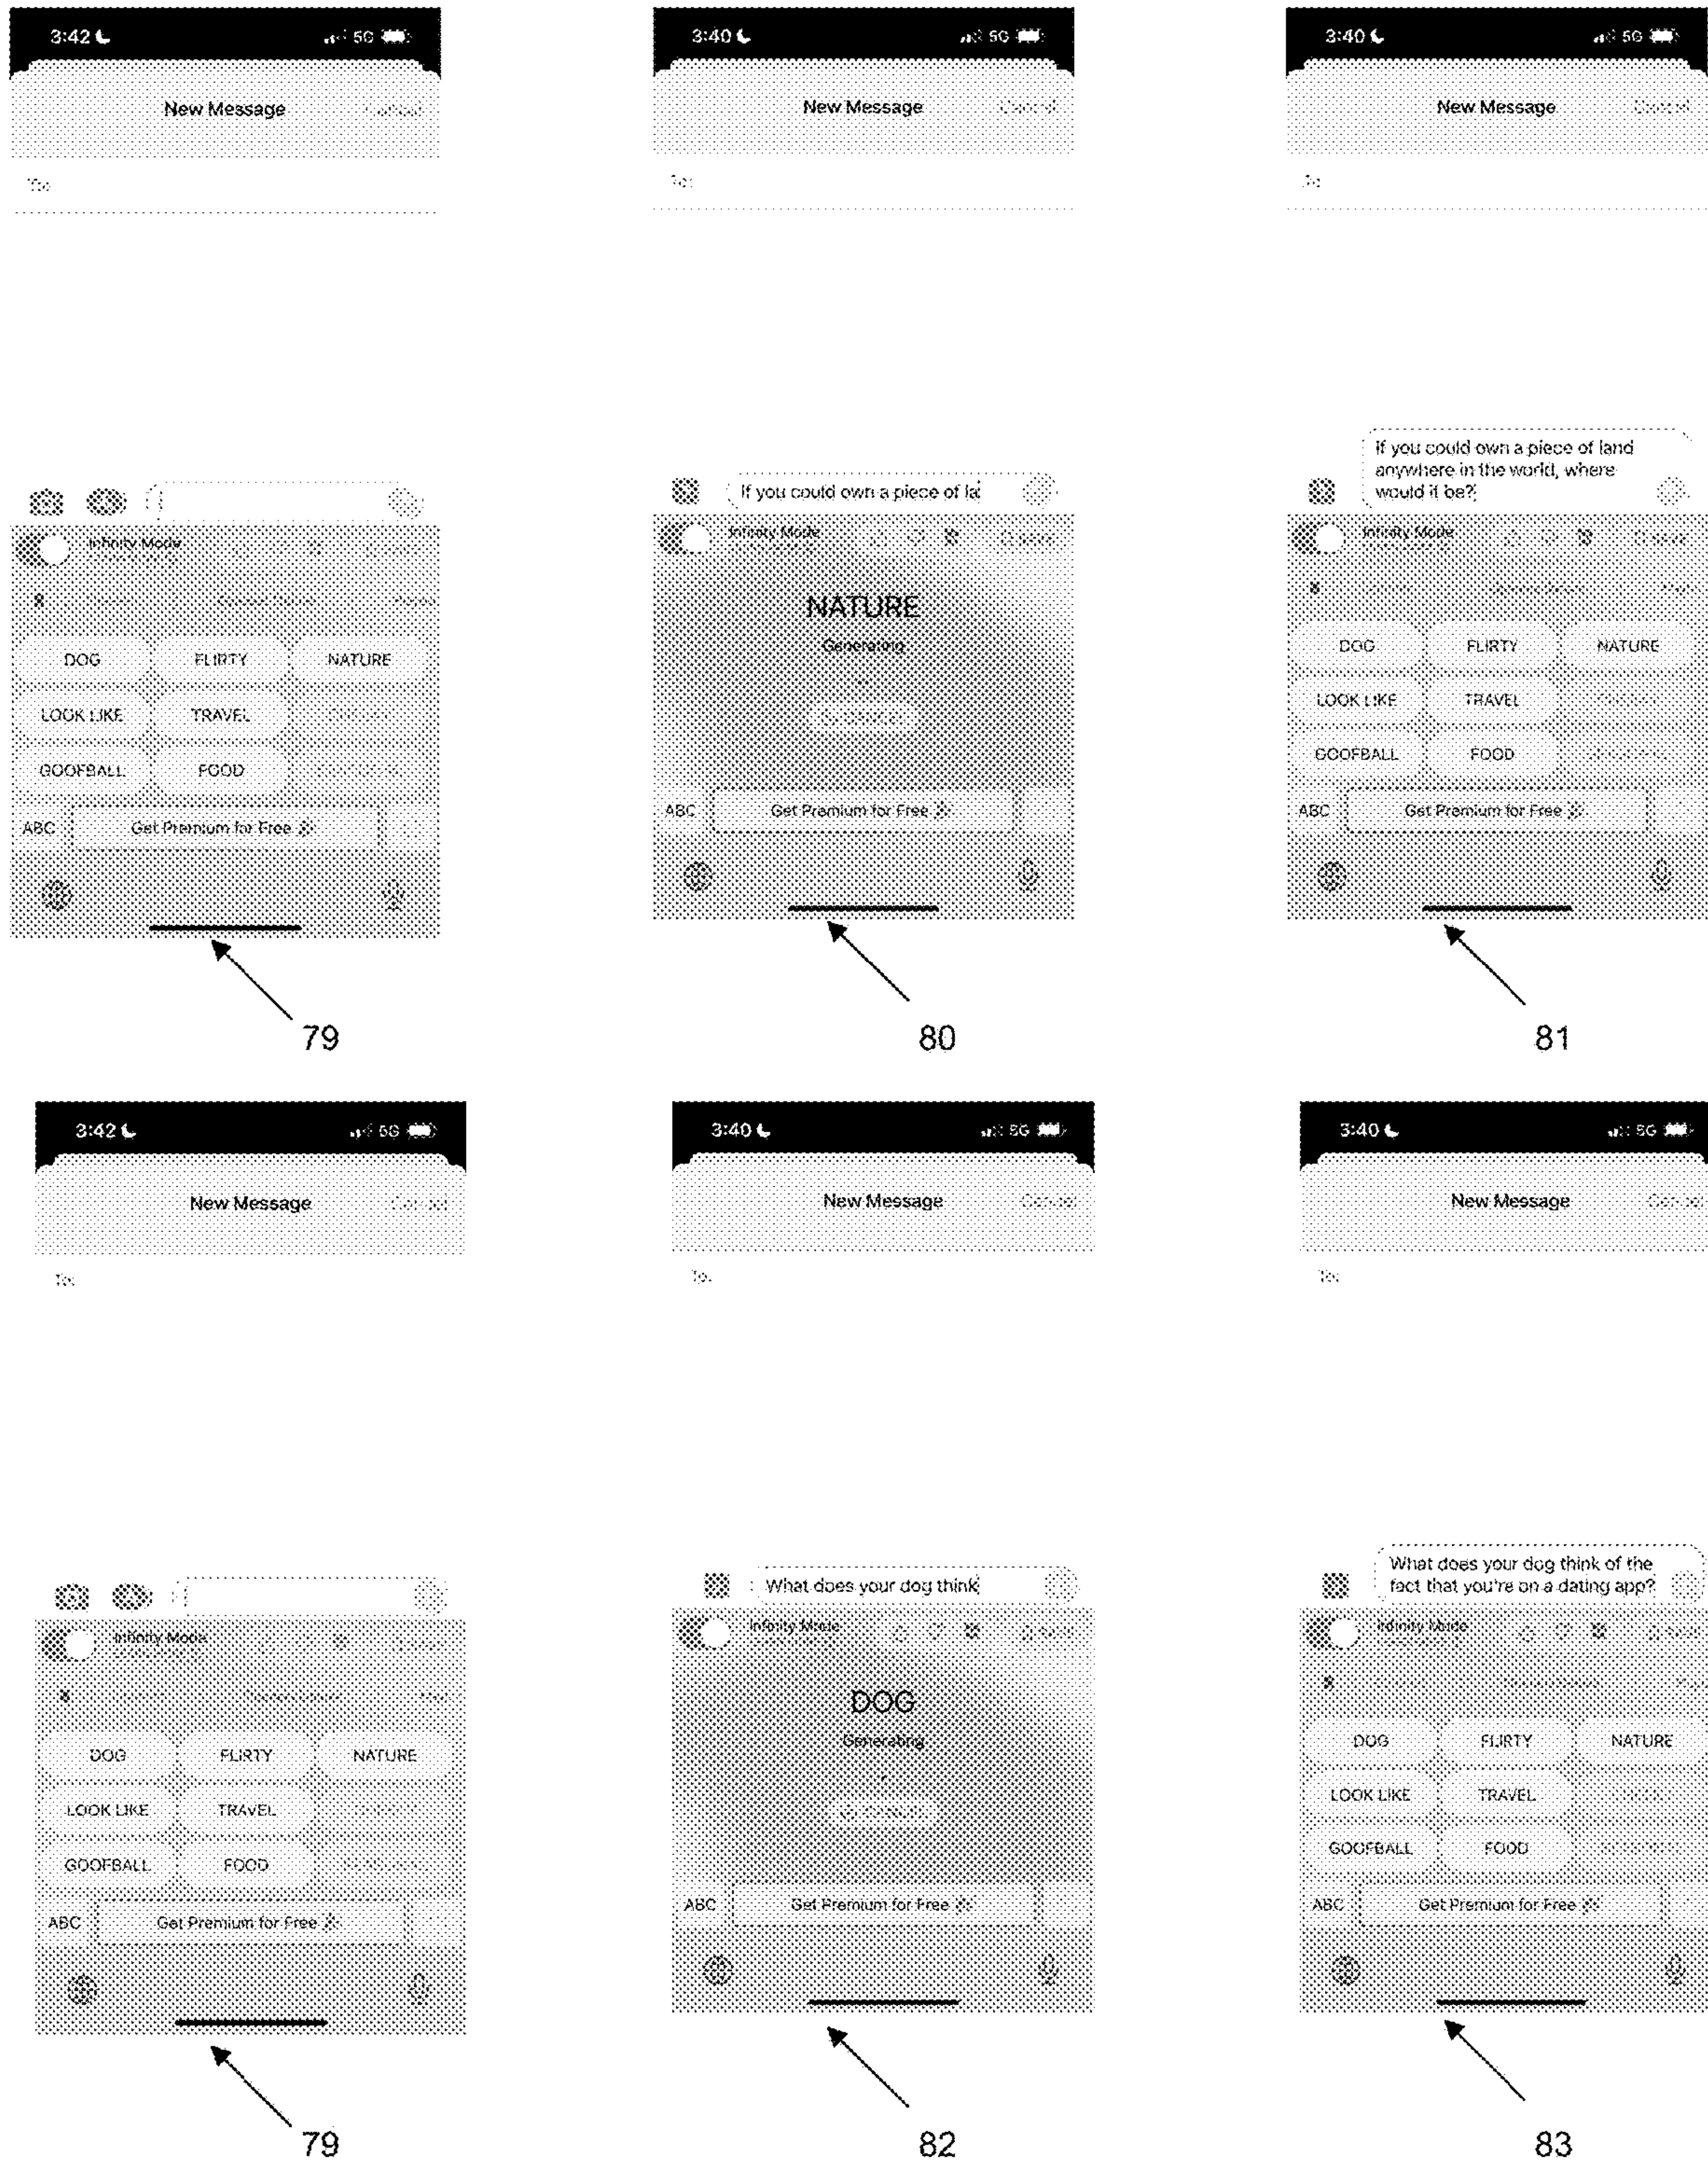 3:42
5G
New Message
To:
Infinity Mode
DOG
FLIRTY
NATURE
LOOK LIKE
TRAVEL
GOOFBALL
FOOD
ABC
Get Premium for Free
79
3:40
5G
New Message
Cancel
To:
If you could own a piece of la
Infinity Mode
NATURE
Generating
ABC
Get Premium for Free
80
3:40
5G
New Message
Cancel
To:
If you could own a piece of land
anywhere in the world, where
would it be?
Infinity Mode
DOG
FLIRTY
NATURE
LOOK LIKE
TRAVEL
GOOFBALL
FOOD
ABC
Get Premium for Free
81
3:42
5G
New Message
Cancel
To:
Infinity Mode
DOG
FLIRTY
NATURE
LOOK LIKE
TRAVEL
GOOFBALL
FOOD
ABC
Get Premium for Free
79
3:40
5G
New Message
Cancel
To:
What does your dog think
Infinity Mode
DOG
Generating
ABC
Get Premium for Free
82
3:40
5G
New Message
Cancel
To:
What does your dog think of the
fact that you're on a dating app?
Infinity Mode
DOG
FLIRTY
NATURE
LOOK LIKE
TRAVEL
GOOFBALL
FOOD
ABC
Get Premium for Free
83